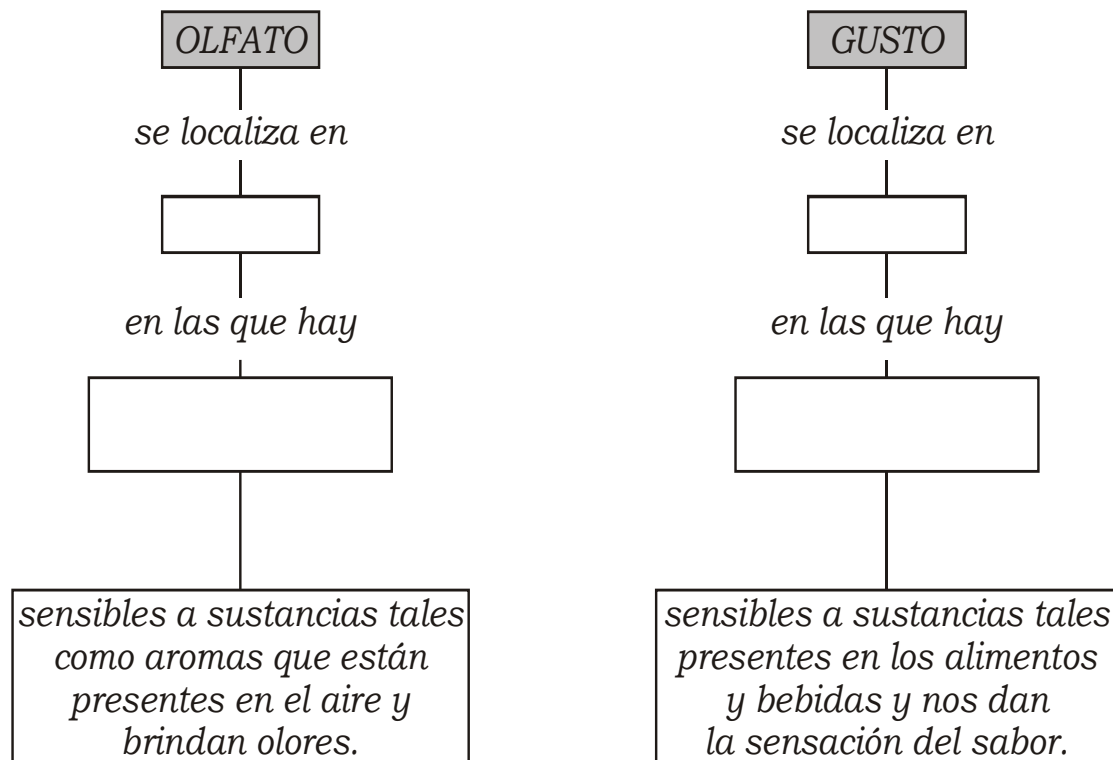 OLFATO
se localiza en
en las que hay
sensibles a sustancias tales
como aromas que están
presentes en el aire y
brindan olores.
GUSTO
se localiza en
en las que hay
sensibles a sustancias tales
presentes en los alimentos
y bebidas y nos dan
la sensación del sabor.